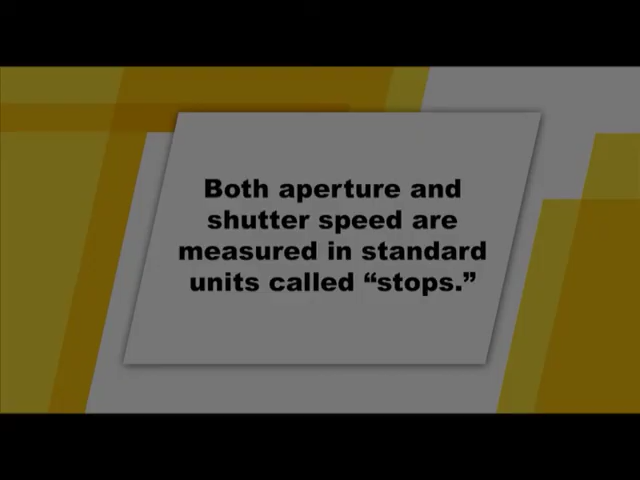 Both aperture and
shutter speed are
measured in standard
units called “stops.”